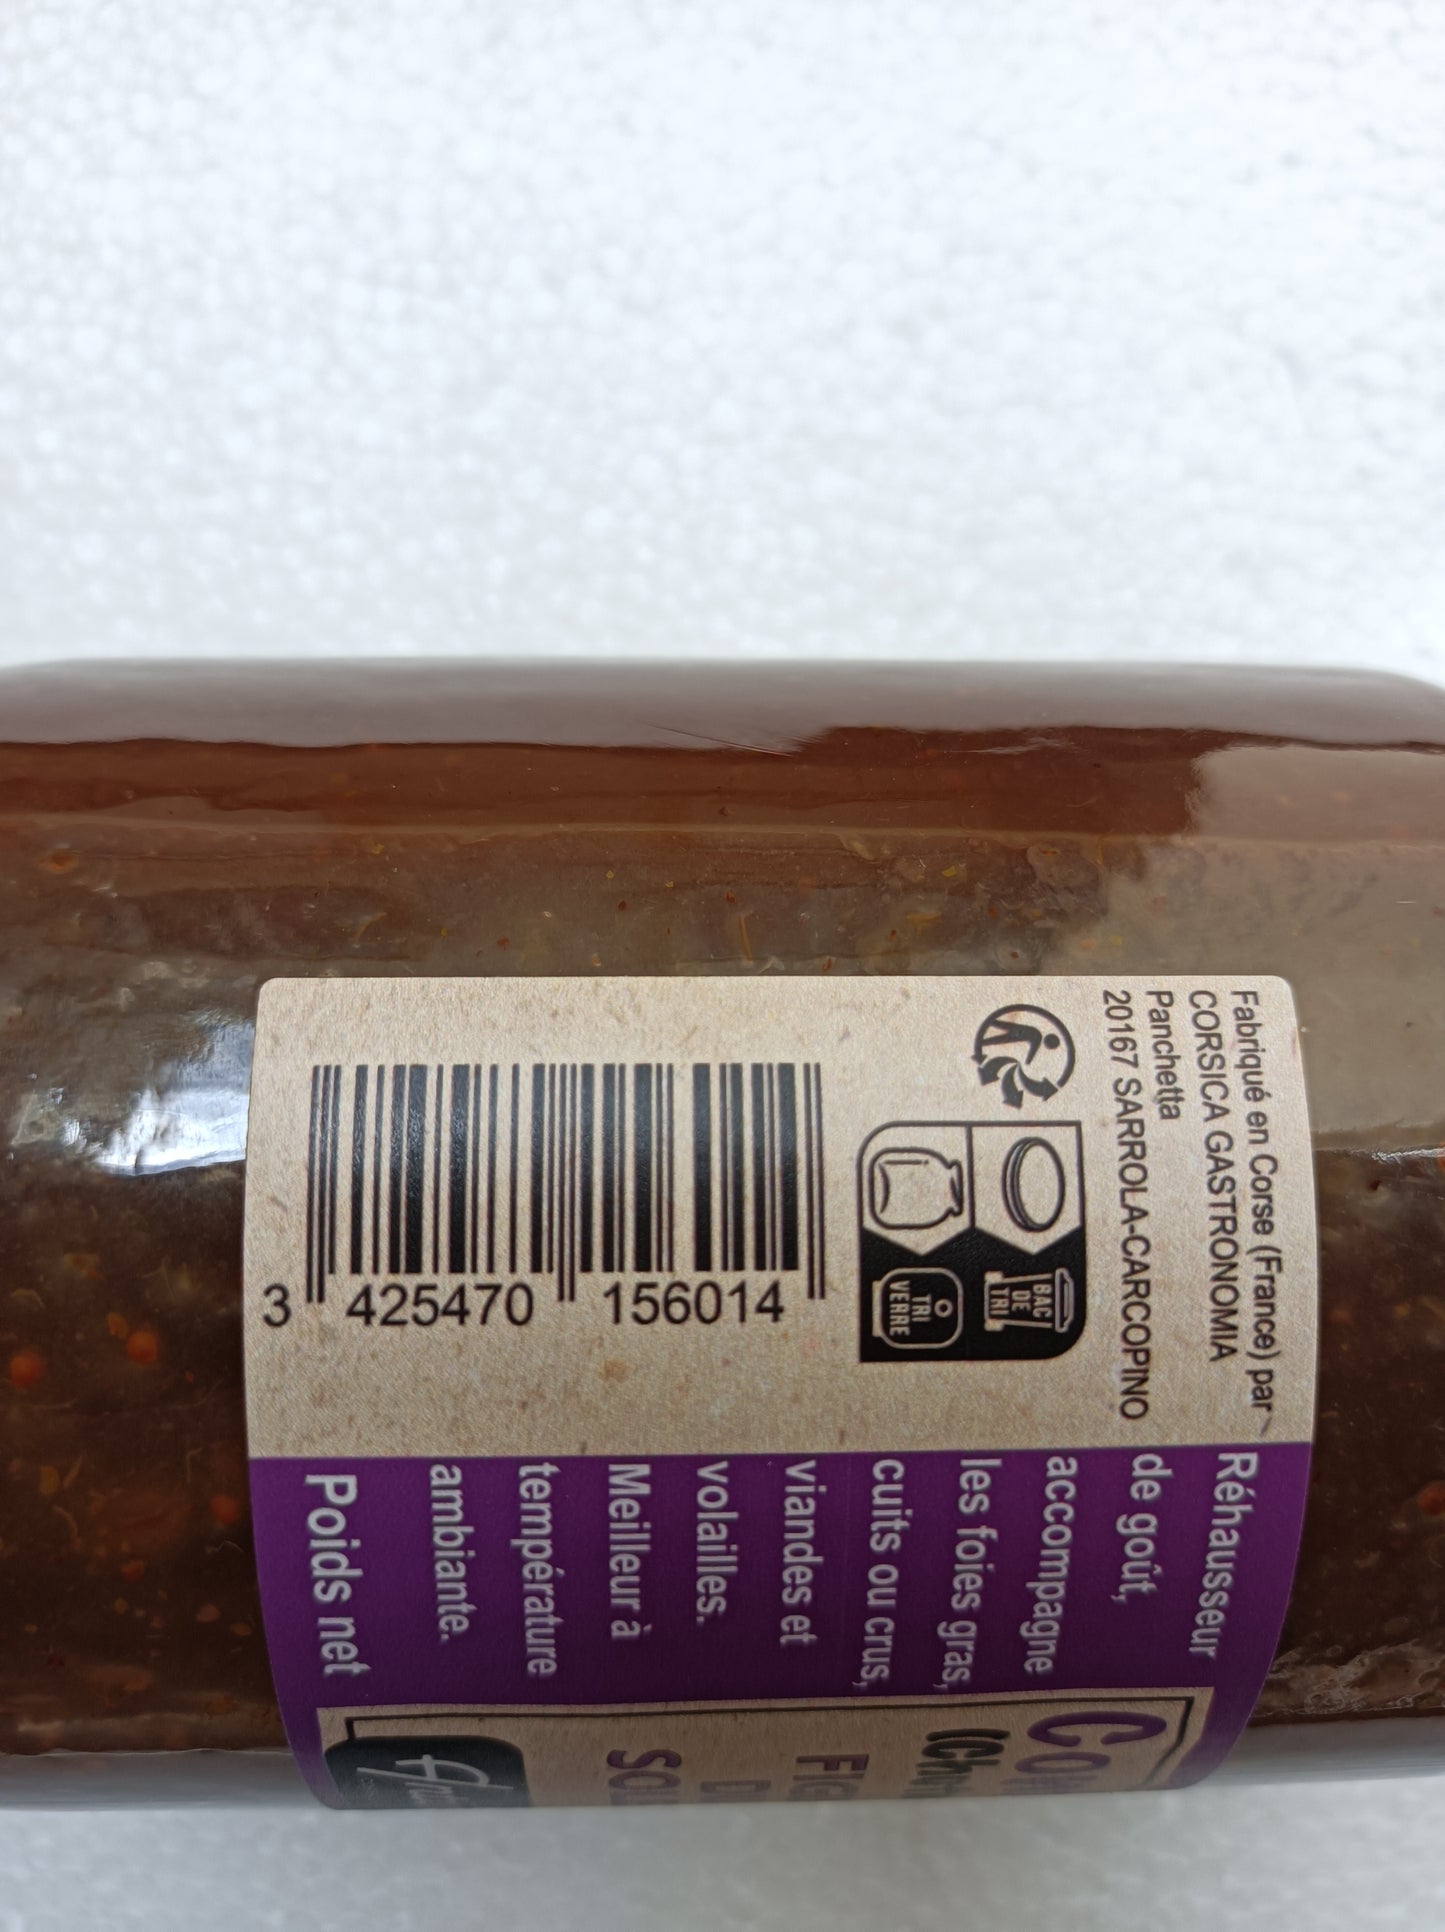 Fabriqué en Corse (France) par
CORSICA GASTRONOMIA
Panchetta
20167 SARROLA-CARCOPINO
BAC
DE
TRI
TRI
VERRE
3 425470 156014
Réhausseur
de goût,
accompagne
les foies gras,
cuits ou crus,
viandes et
volailles.
Meilleur à
température
ambiante.
Poids net